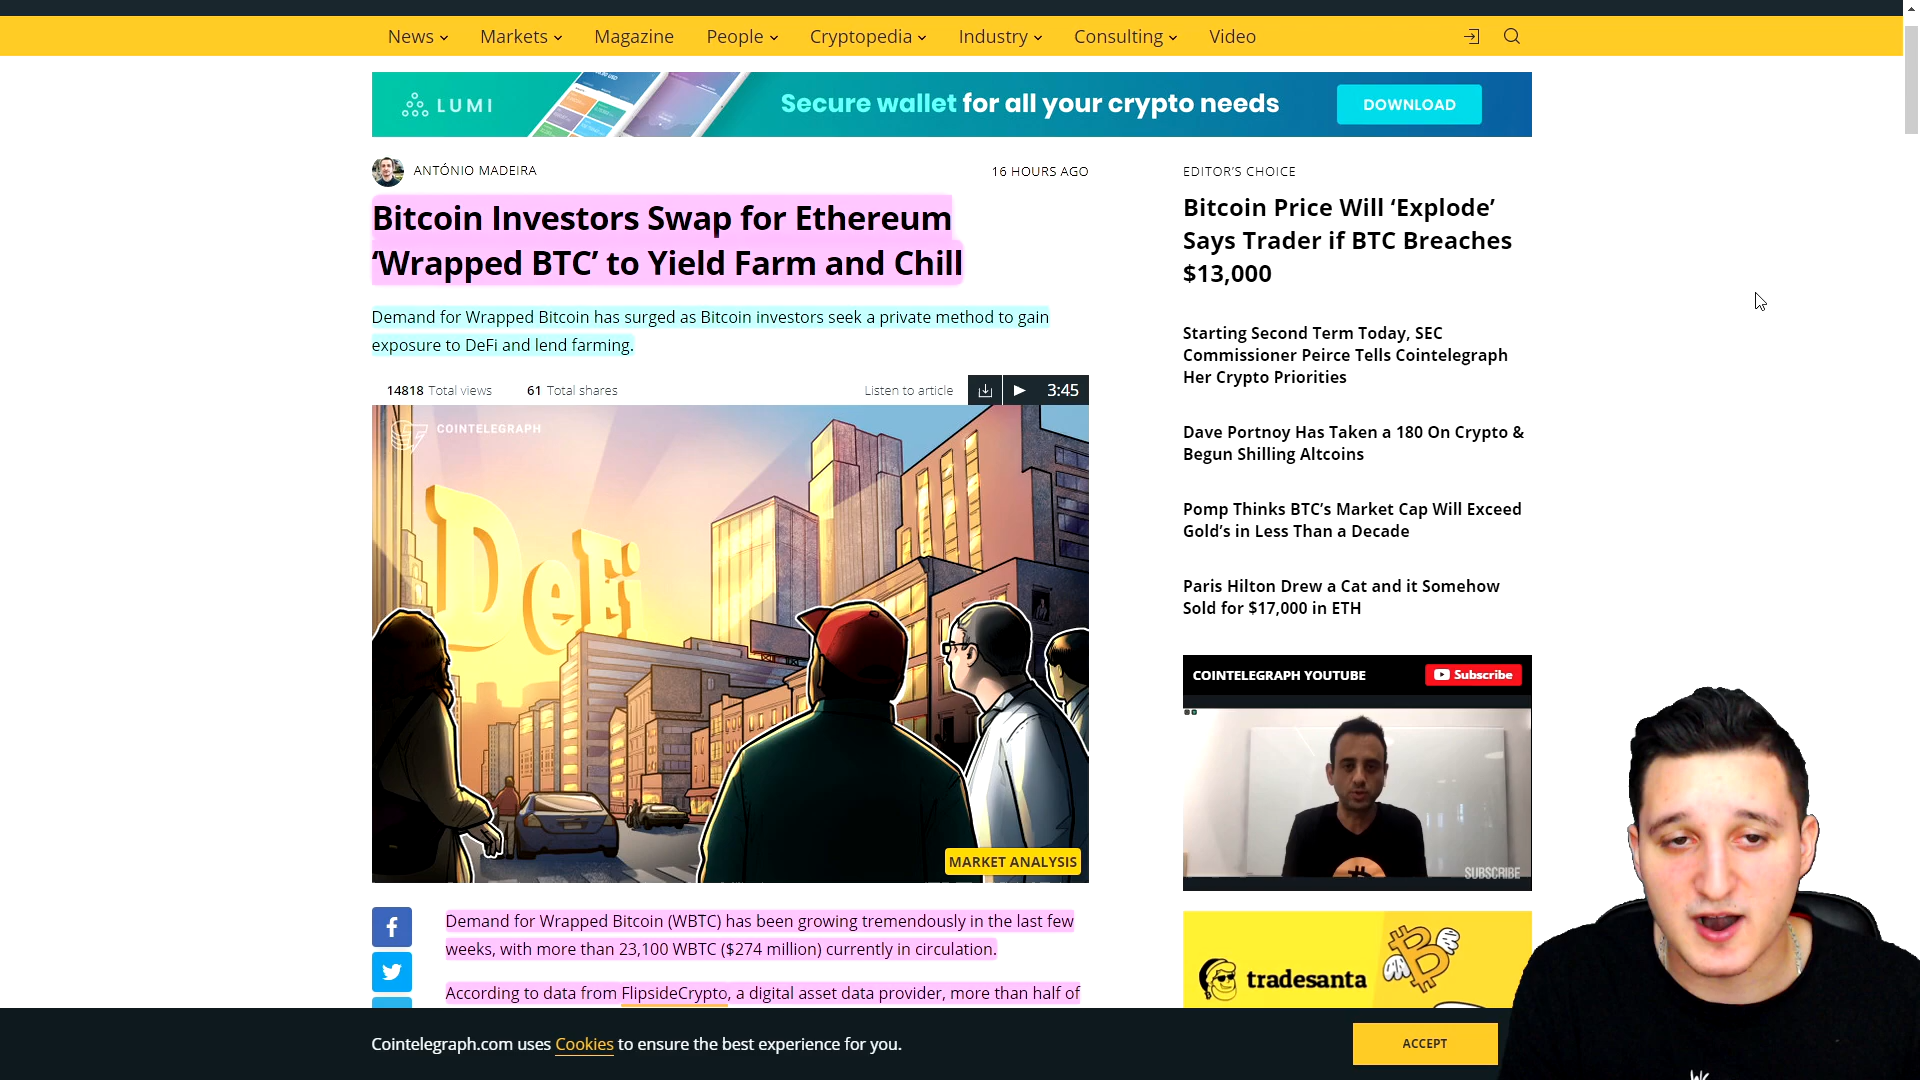 News Markets Magazine People Cryptopedia Industry Consulting Video
LUMI
Secure wallet for all your crypto needs
DOWNLOAD
ANTÓNIO MADEIRA
16 HOURS AGO
Bitcoin Investors Swap for Ethereum
‘Wrapped BTC’ to Yield Farm and Chill
Demand for Wrapped Bitcoin has surged as Bitcoin investors seek a private method to gain
exposure to DeFi and lend farming.
14818 Total views 61 Total shares
Listen to article 3:45
COINTELEGRAPH
DeFi
MARKET ANALYSIS
Demand for Wrapped Bitcoin (WBTC) has been growing tremendously in the last few
weeks, with more than 23,100 WBTC ($274 million) currently in circulation.
According to data from FlipsideCrypto, a digital asset data provider, more than half of
EDITOR’S CHOICE
Bitcoin Price Will ‘Explode’
Says Trader if BTC Breaches
$13,000
Starting Second Term Today, SEC
Commissioner Peirce Tells Cointelegraph
Her Crypto Priorities
Dave Portnoy Has Taken a 180 On Crypto &
Begun Shilling Altcoins
Pomp Thinks BTC’s Market Cap Will Exceed
Gold’s in Less Than a Decade
Paris Hilton Drew a Cat and it Somehow
Sold for $17,000 in ETH
COINTELEGRAPH YOUTUBE
Subscribe
SUBSCRIBE
tradesanta
Cointelegraph.com uses Cookies to ensure the best experience for you.
ACCEPT